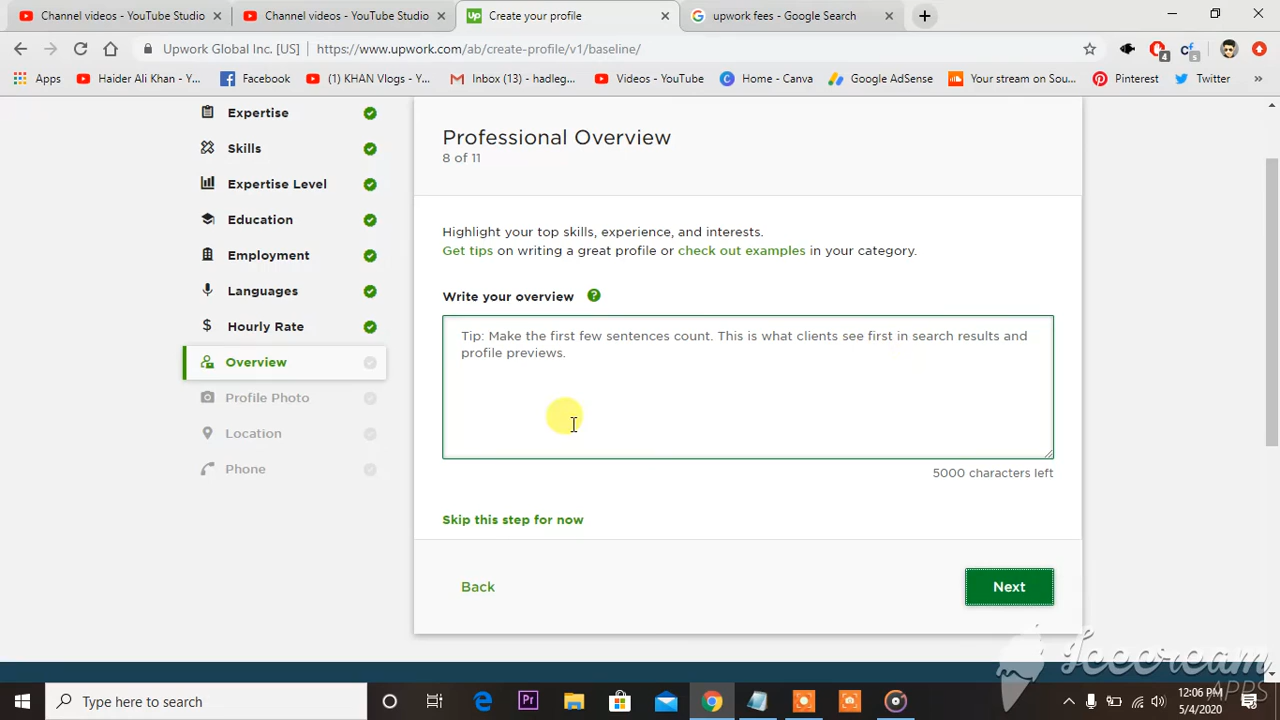 Channel videos - YouTube Studio
Channel videos - YouTube Studio
Up
Create your profile
upwork fees - Google Search
Upwork Global Inc. [US]
https://www.upwork.com/ab/create-profile/v1/baseline/
4
5
Apps
Haider Ali Khan - Y...
Facebook
(1) KHAN Vlogs - Y...
Inbox (13) - hadleg...
Videos - YouTube
Home - Canva
Google AdSense
Your stream on Sou...
Pinterest
Twitter
»
Expertise
Skills
Expertise Level
Education
Employment
Languages
$ Hourly Rate
Overview
Profile Photo
Location
Phone
Professional Overview
8 of 11
Highlight your top skills, experience, and interests.
Get tips on writing a great profile or check out examples in your category.
Write your overview ?
Tip: Make the first few sentences count. This is what clients see first in search results and
profile previews.
5000 characters left
Skip this step for now
Back
Next
Icecream
APPS
Type here to search
Pr
12:06 PM
5/4/2020